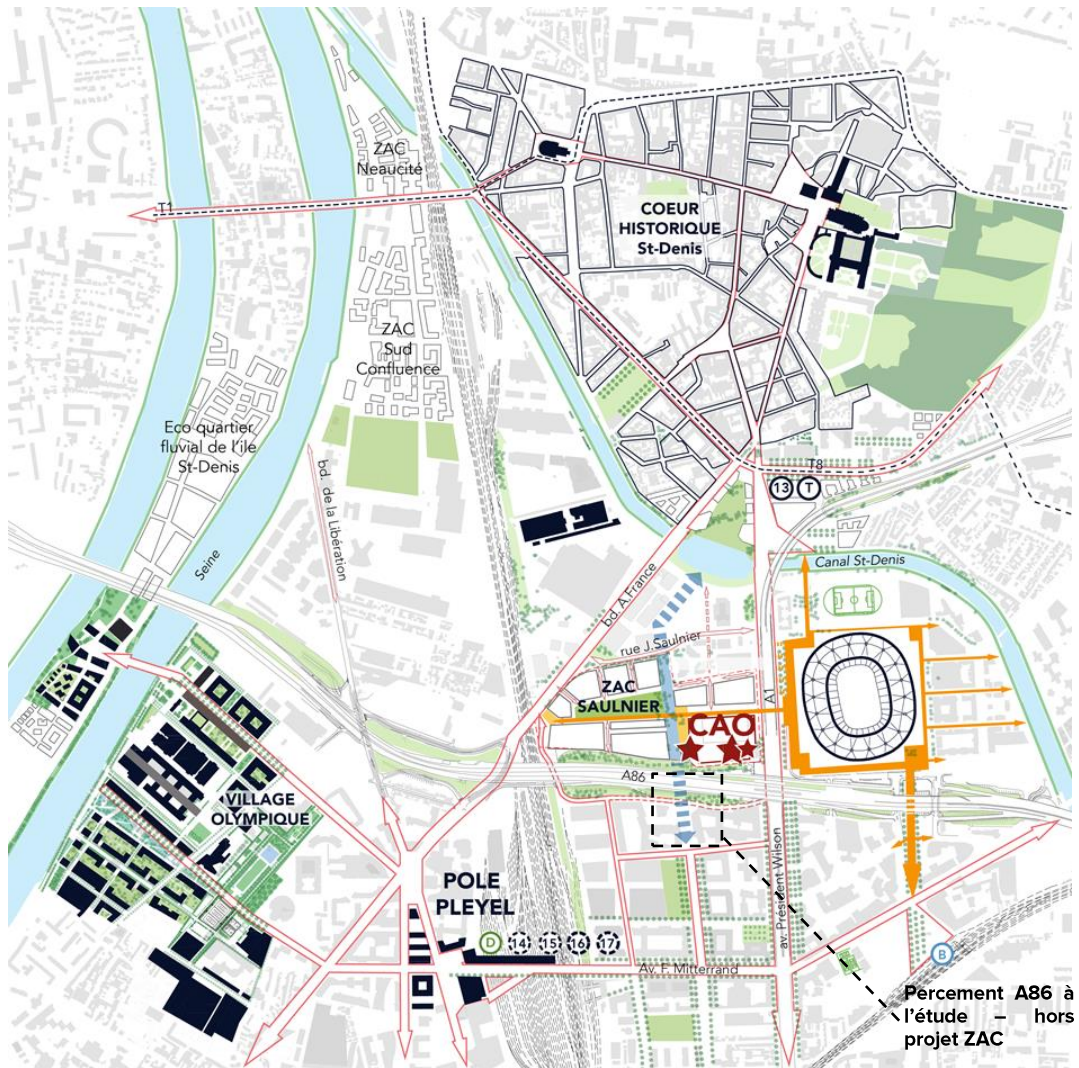 ZAC
Neaucité
T1
COEUR
HISTORIQUE
St-Denis
ZAC
Sud
Confluence
Eco quartier
fluvial de l'ile
St-Denis
bd. de la Libération
T8
13 T
Seine
Canal St-Denis
bd. A.France
rue J.Saulnier
ZAC
SAULNIER
A1
CAO
A86
VILLAGE
OLYMPIQUE
av. Président Wilson
POLE
PLEYEL
D 14 15 16 17
B
Av. F. Mitterrand
Percement A86 à
l'étude – hors
projet ZAC